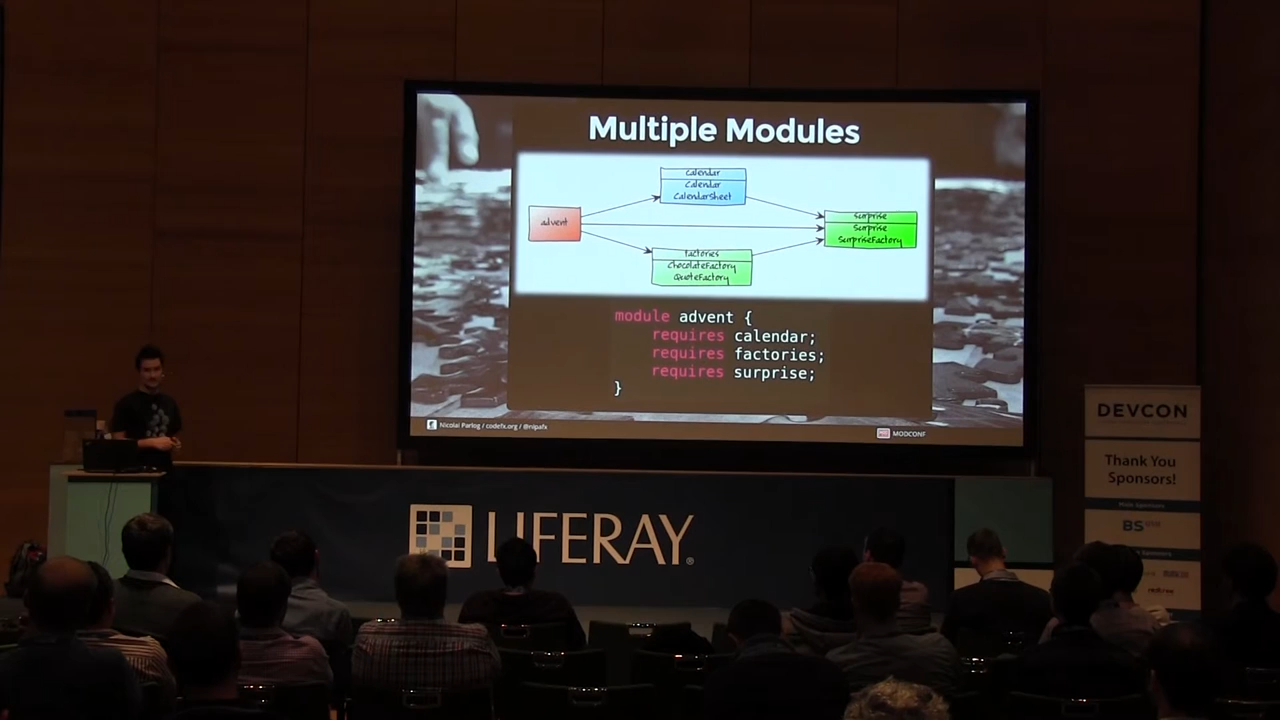 Multiple Modules
calendar
Calendar
CalendarSheet
advent
surprise
Surprise
SurpriseFactory
factories
ChocolateFactory
QuoteFactory
module advent {
requires calendar;
requires factories;
requires surprise;
}
Nicolai Parlog / codefx.org / @nipafx
MODCONF
DEVCON
Thank You
Sponsors!
LIFERAY